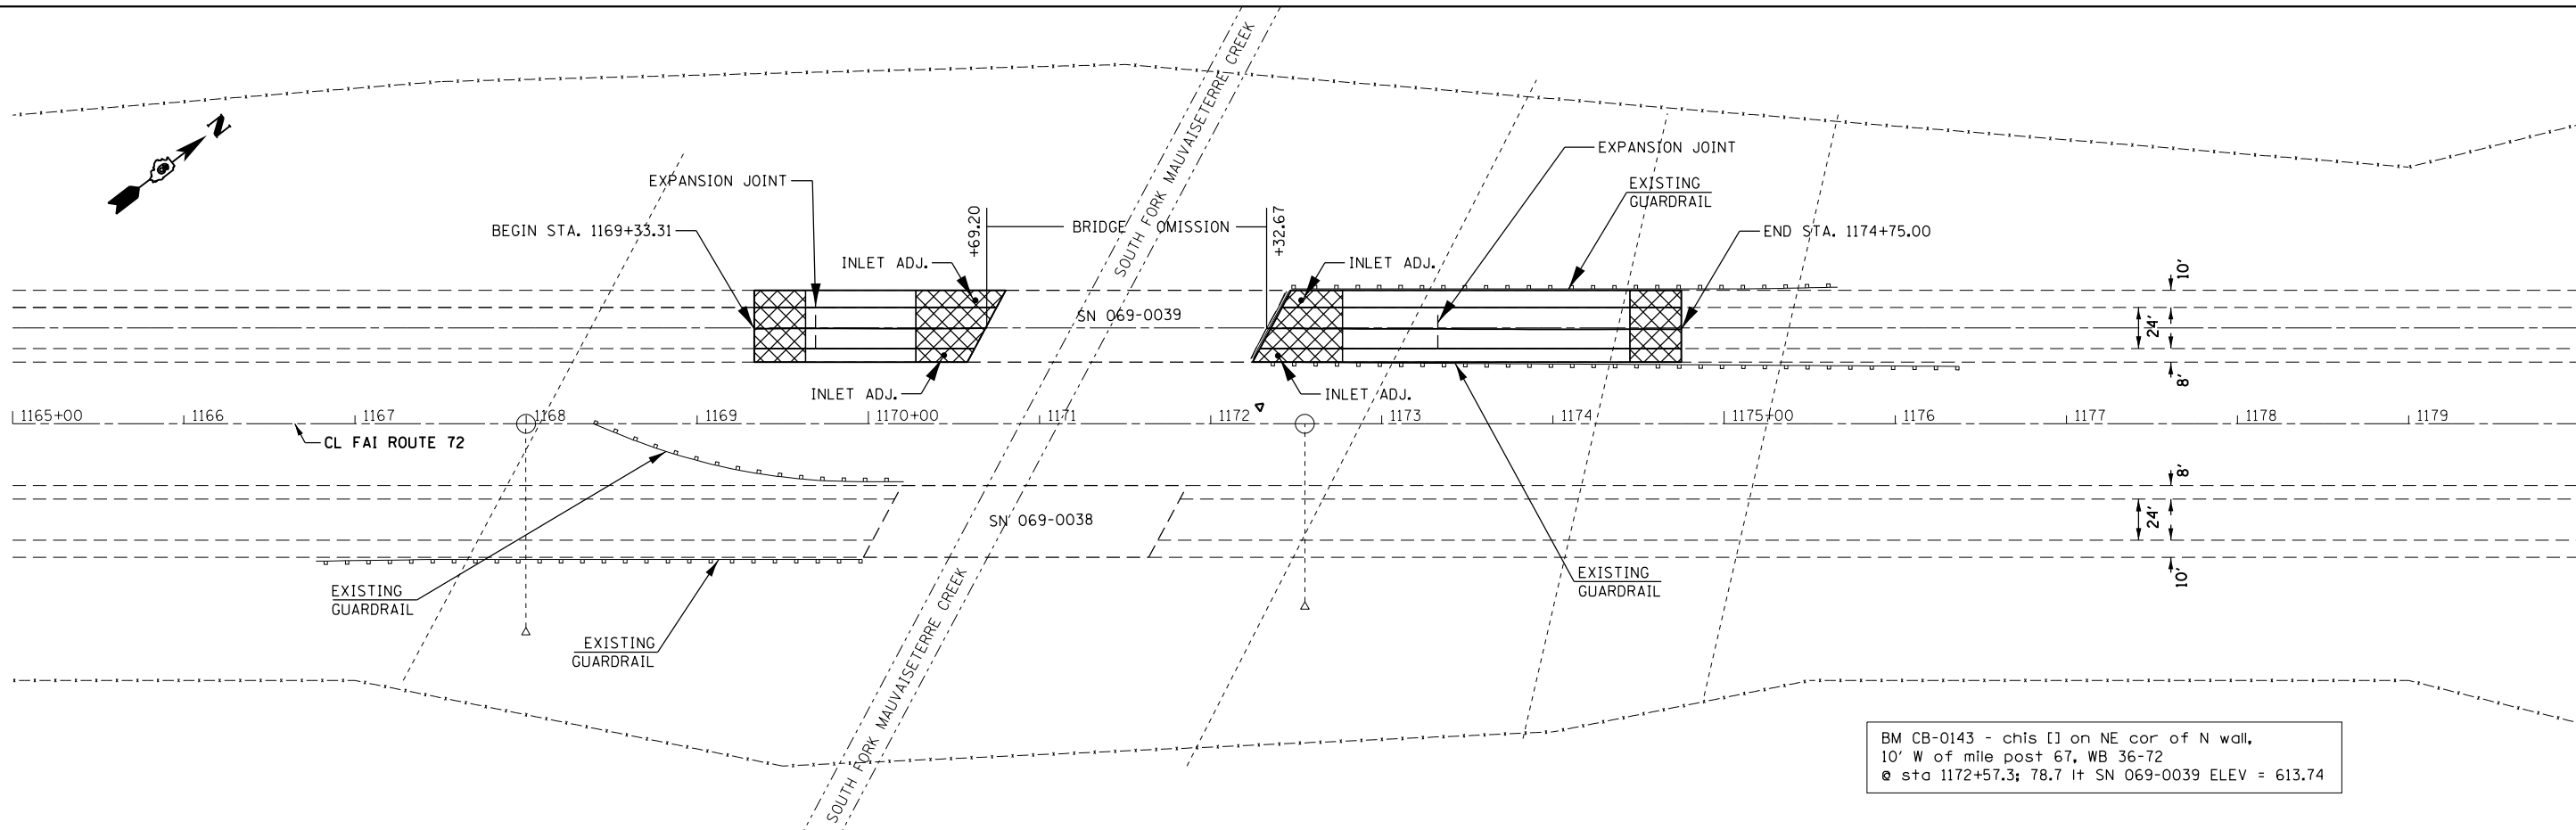 SOUTH FORK MAUVAISETERRE CREEK
N
EXPANSION JOINT
EXPANSION JOINT
EXISTING
GUARDRAIL
BEGIN STA. 1169+33.31
+69.20
BRIDGE OMISSION
+32.67
END STA. 1174+75.00
INLET ADJ.
INLET ADJ.
10'
SN 069-0039
24'
INLET ADJ.
INLET ADJ.
8'
1165+00 1166 1167 1168 1169 1170+00 1171 1172 1173 1174 1175+00 1176 1177 1178 1179
CL FAI ROUTE 72
8'
SN 069-0038
24'
10'
EXISTING
GUARDRAIL
EXISTING
GUARDRAIL
EXISTING
GUARDRAIL
SOUTH FORK MAUVAISETERRE CREEK
BM CB-0143 - chis [] on NE cor of N wall,
10' W of mile post 67, WB 36-72
@ sta 1172+57.3; 78.7 lt SN 069-0039 ELEV = 613.74